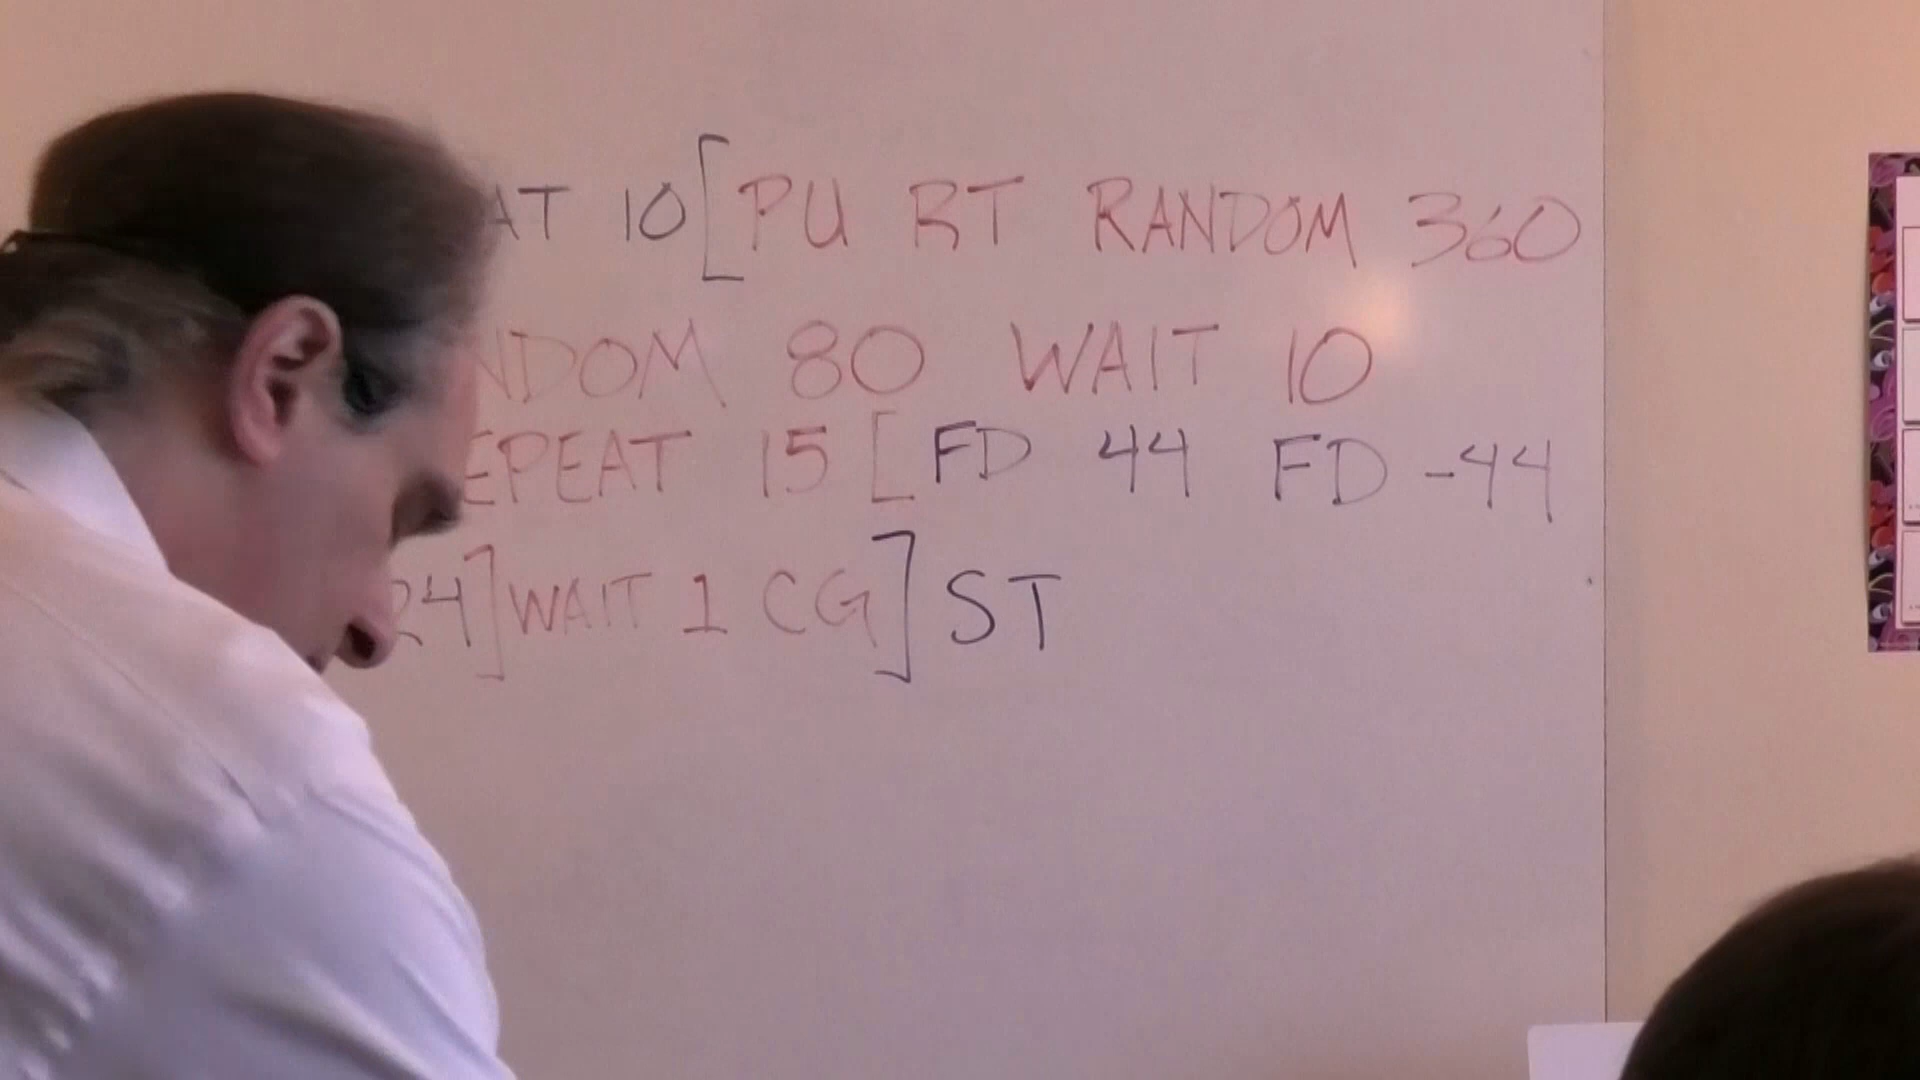 AT 10 [ PU RT RANDOM 360
NDOM 80 WAIT 10
EPEAT 15 [ FD 44 FD -44
24 ] WAIT 1 CG ] ST